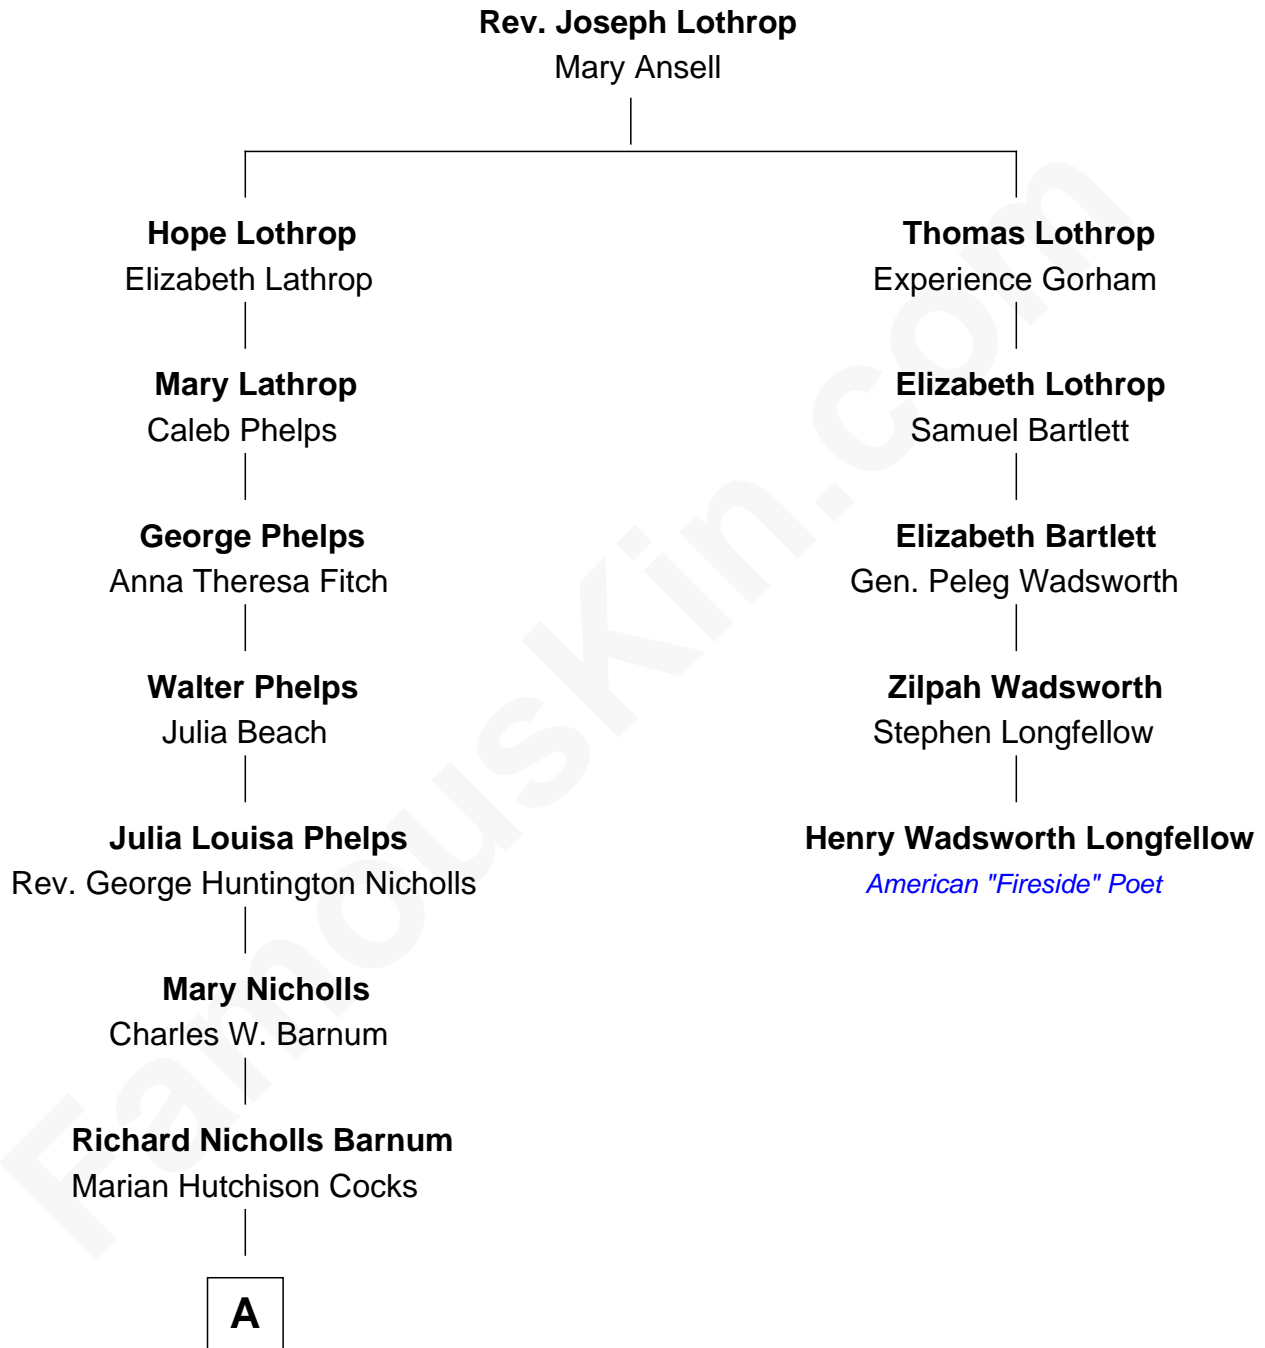 Rev. Joseph Lothrop
Mary Ansell
Hope Lothrop
Elizabeth Lathrop
Thomas Lothrop
Experience Gorham
Mary Lathrop
Caleb Phelps
Elizabeth Lothrop
Samuel Bartlett
George Phelps
Anna Theresa Fitch
Elizabeth Bartlett
Gen. Peleg Wadsworth
Walter Phelps
Julia Beach
Zilpah Wadsworth
Stephen Longfellow
Julia Louisa Phelps
Rev. George Huntington Nicholls
Henry Wadsworth Longfellow
American "Fireside" Poet
Mary Nicholls
Charles W. Barnum
Richard Nicholls Barnum
Marian Hutchison Cocks
A
FamousKin.com